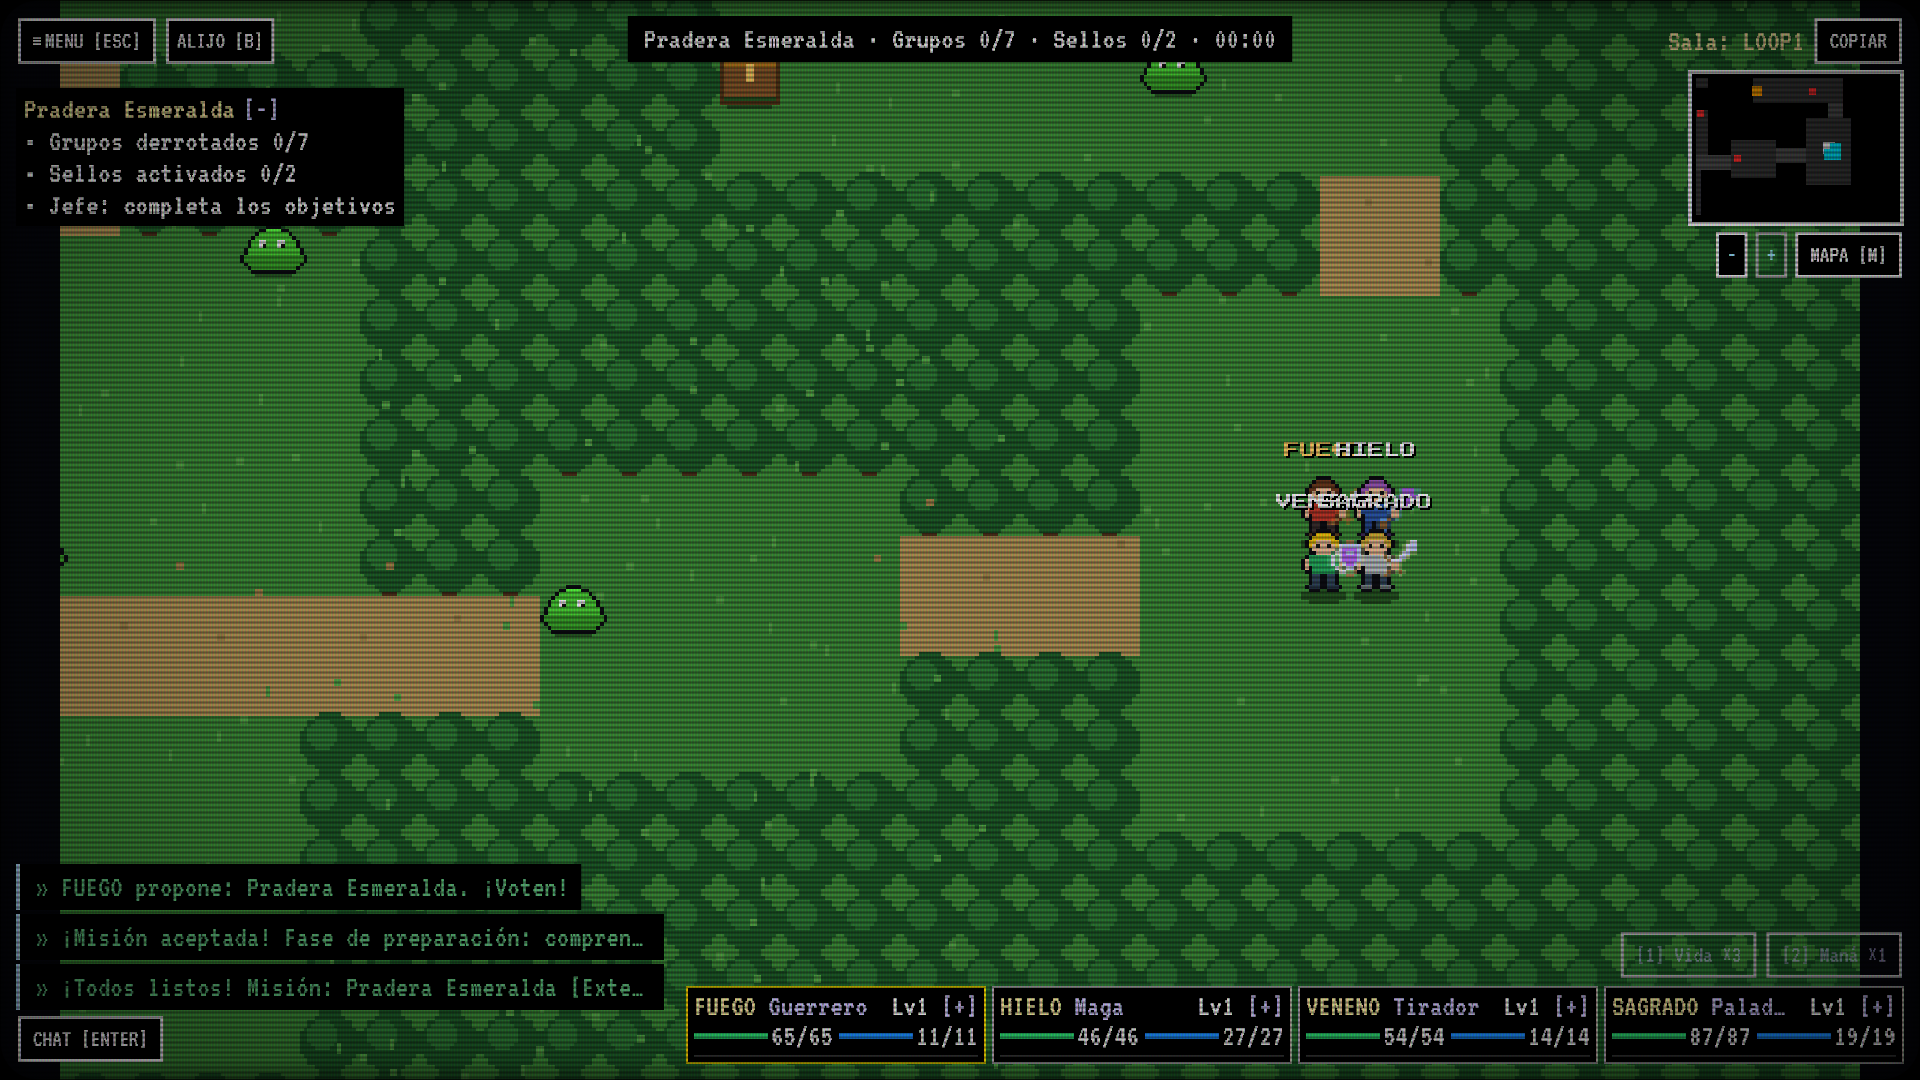 ≡MENU [ESC]
ALIJO [B]
Pradera Esmeralda · Grupos 0/7 · Sellos 0/2 · 00:00
Sala: LOOP1
COPIAR
Pradera Esmeralda [-]
· Grupos derrotados 0/7
· Sellos activados 0/2
· Jefe: completa los objetivos
-
+
MAPA [M]
HIELO
SAGRADO
» FUEGO propone: Pradera Esmeralda. ¡Voten!
» ¡Misión aceptada! Fase de preparación: compren…
» ¡Todos listos! Misión: Pradera Esmeralda [Exte…
[1] Vida x3
[2] Maná x1
CHAT [ENTER]
FUEGO Guerrero Lv1 [+]
65/65 11/11
HIELO Maga Lv1 [+]
46/46 27/27
VENENO Tirador Lv1 [+]
54/54 14/14
SAGRADO Palad… Lv1 [+]
87/87 19/19